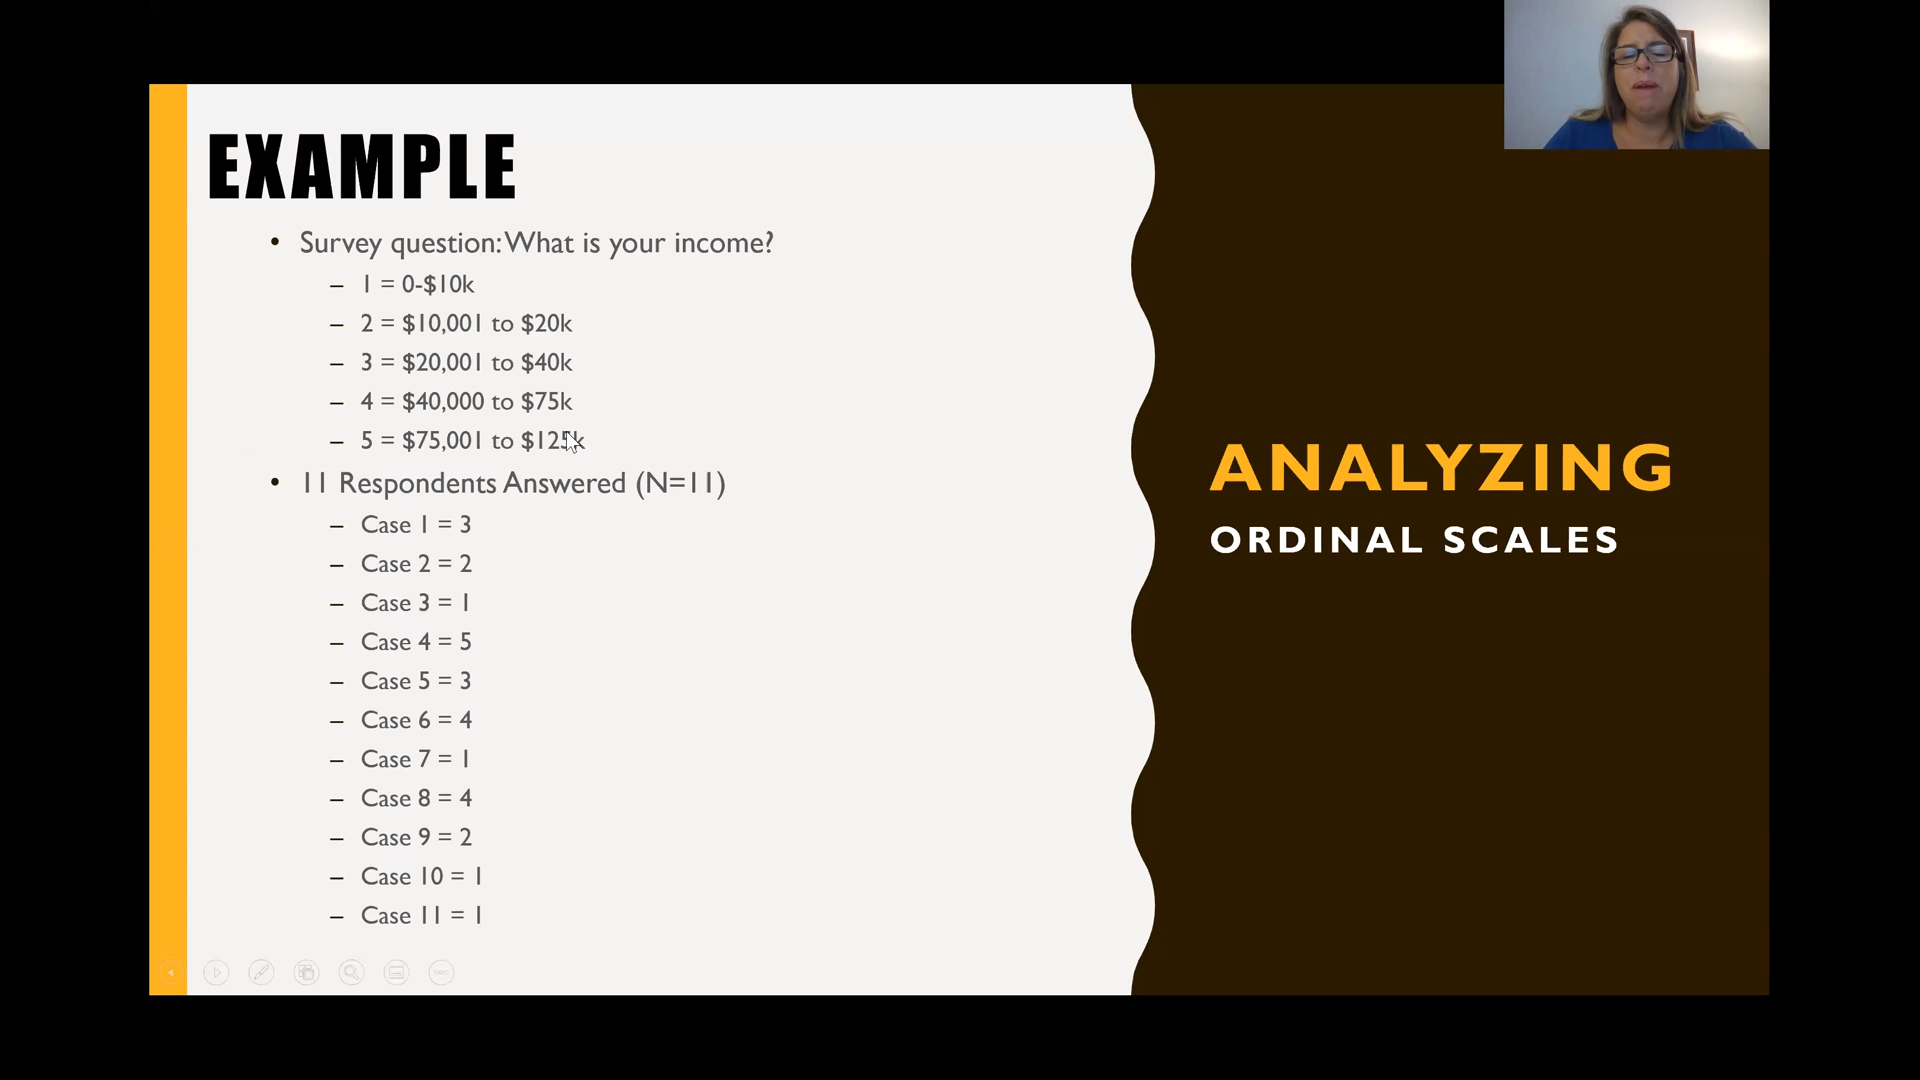 EXAMPLE
• Survey question: What is your income?
– 1 = 0-$10k
– 2 = $10,001 to $20k
– 3 = $20,001 to $40k
– 4 = $40,000 to $75k
– 5 = $75,001 to $125k
• 11 Respondents Answered (N=11)
– Case 1 = 3
– Case 2 = 2
– Case 3 = 1
– Case 4 = 5
– Case 5 = 3
– Case 6 = 4
– Case 7 = 1
– Case 8 = 4
– Case 9 = 2
– Case 10 = 1
– Case 11 = 1
ANALYZING
ORDINAL SCALES